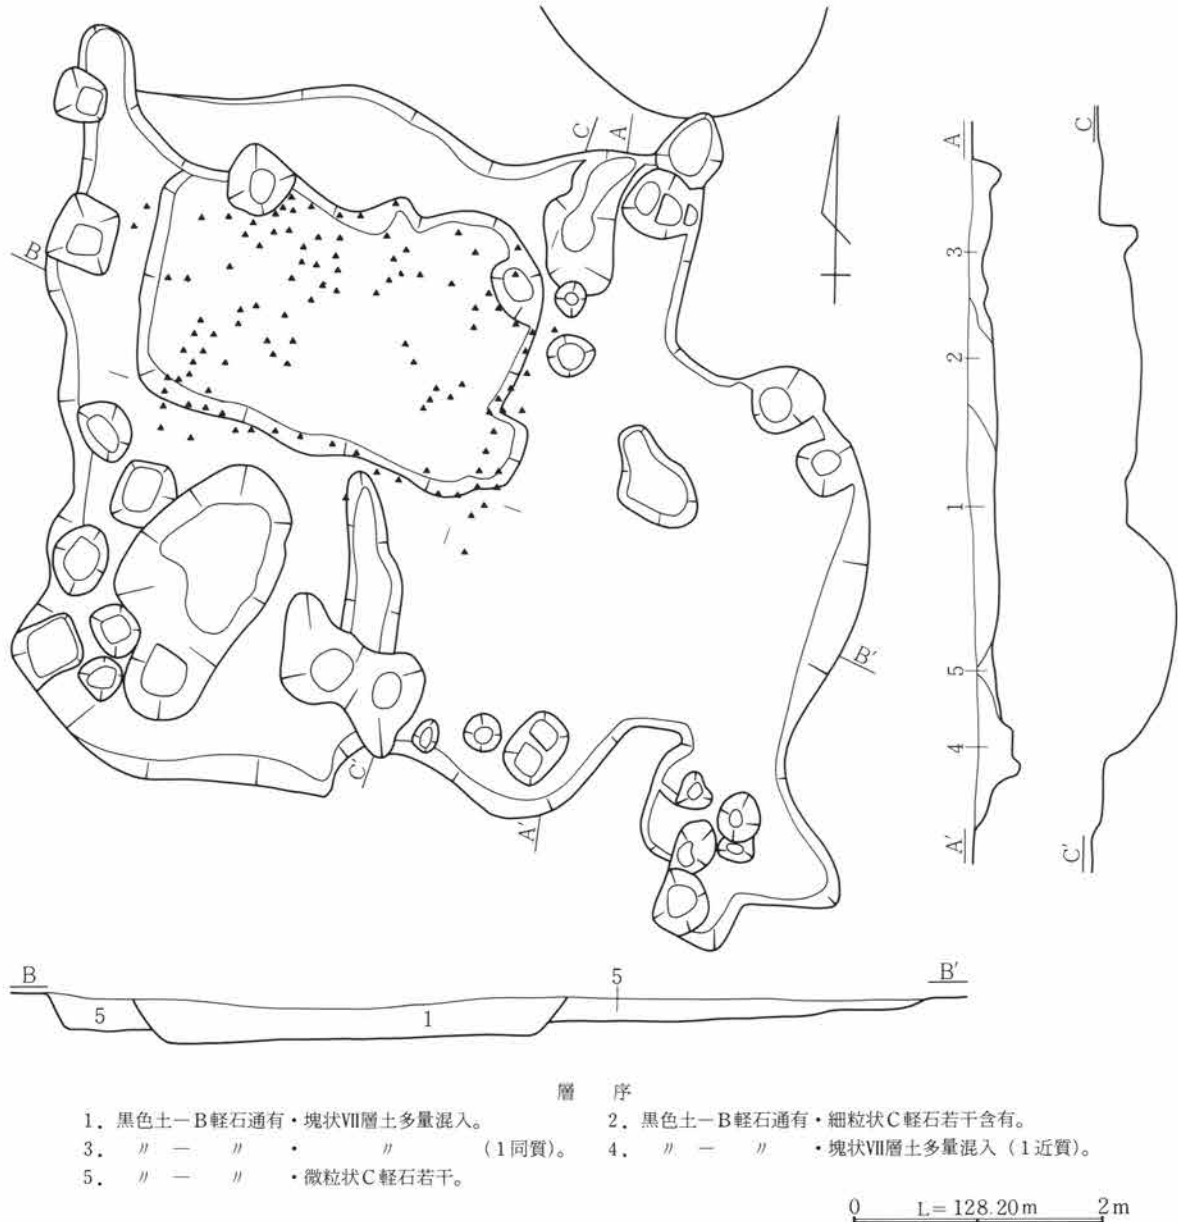 C A
A 3 2 1 5 4 A′
C C′
B
B′
C′
A′
B 5 1 5 B′
層　序
1．黒色土－B軽石通有・塊状Ⅶ層土多量混入。　2．黒色土－B軽石通有・細粒状C軽石若干含有。
3．〃　－　〃　・　〃　（1同質）。　4．〃　－　〃　・塊状Ⅶ層土多量混入（1近質）。
5．〃　－　〃　・微粒状C軽石若干。
0　L＝128.20m　2m